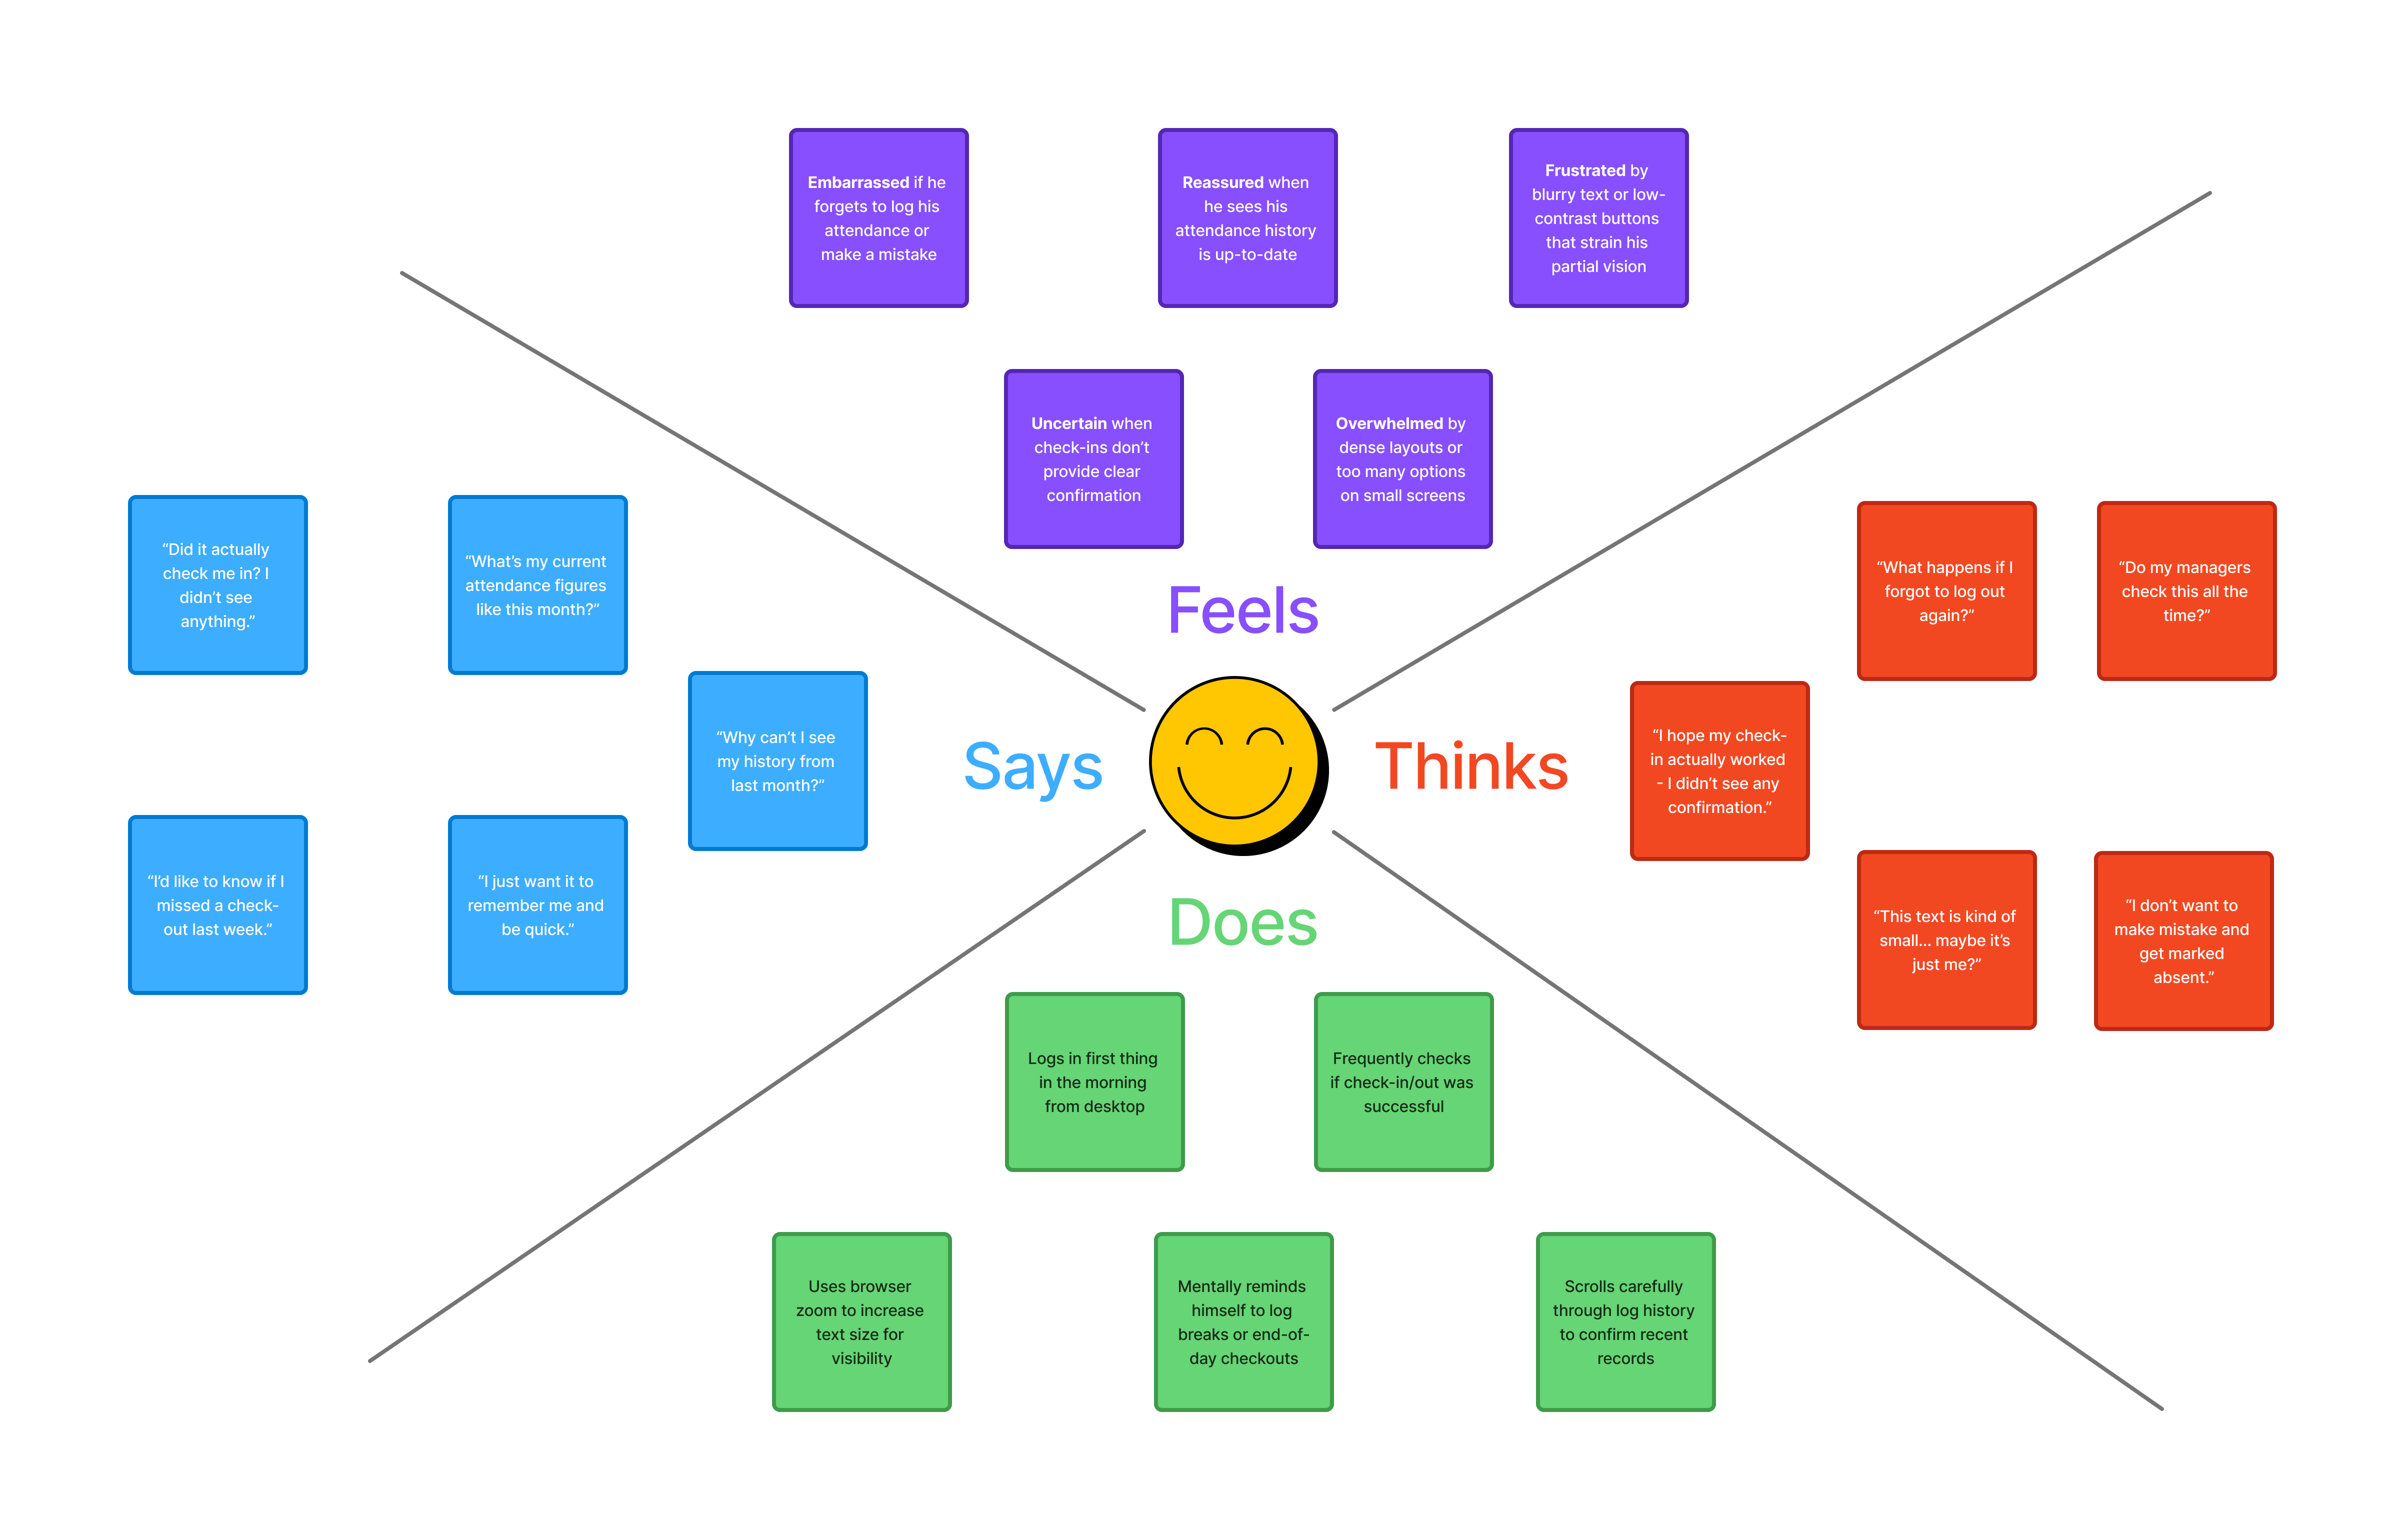 Embarrassed if he
forgets to log his
attendance or
make a mistake
Reassured when
he sees his
attendance history
is up-to-date
Frustrated by
blurry text or low-
contrast buttons
that strain his
partial vision
Uncertain when
check-ins don’t
provide clear
confirmation
Overwhelmed by
dense layouts or
too many options
on small screens
Feels
“Did it actually
check me in? I
didn’t see
anything.”
“What’s my current
attendance figures
like this month?”
“Why can’t I see
my history from
last month?”
“I’d like to know if I
missed a check-
out last week.”
“I just want it to
remember me and
be quick.”
Says
Thinks
“I hope my check-
in actually worked
- I didn’t see any
confirmation.”
“What happens if I
forgot to log out
again?”
“Do my managers
check this all the
time?”
“This text is kind of
small... maybe it’s
just me?”
“I don’t want to
make mistake and
get marked
absent.”
Does
Logs in first thing
in the morning
from desktop
Frequently checks
if check-in/out was
successful
Uses browser
zoom to increase
text size for
visibility
Mentally reminds
himself to log
breaks or end-of-
day checkouts
Scrolls carefully
through log history
to confirm recent
records